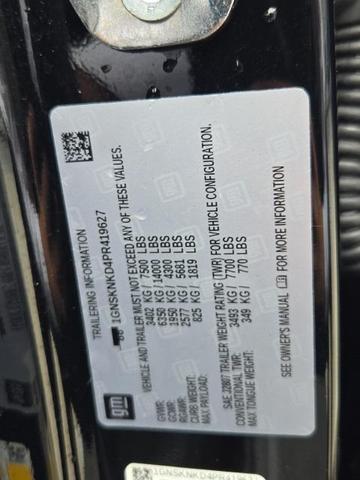 TRAILERING INFORMATION
1GNSKNKD4PR419627
VEHICLE AND TRAILER MUST NOT EXCEED ANY OF THESE VALUES.
GVWR: 3402 KG / 7500 LBS
GCWR: 6350 KG / 14000 LBS
RGAWR: 1950 KG / 4300 LBS
CURB WEIGHT: 2577 KG / 5681 LBS
MAX PAYLOAD: 825 KG / 1819 LBS
SAE J2807 TRAILER WEIGHT RATING (TWR) FOR VEHICLE CONFIGURATION.
CONVENTIONAL TWR: 3493 KG / 7700 LBS
MAX TONGUE WEIGHT: 349 KG / 770 LBS
SEE OWNER'S MANUAL FOR MORE INFORMATION.
gm